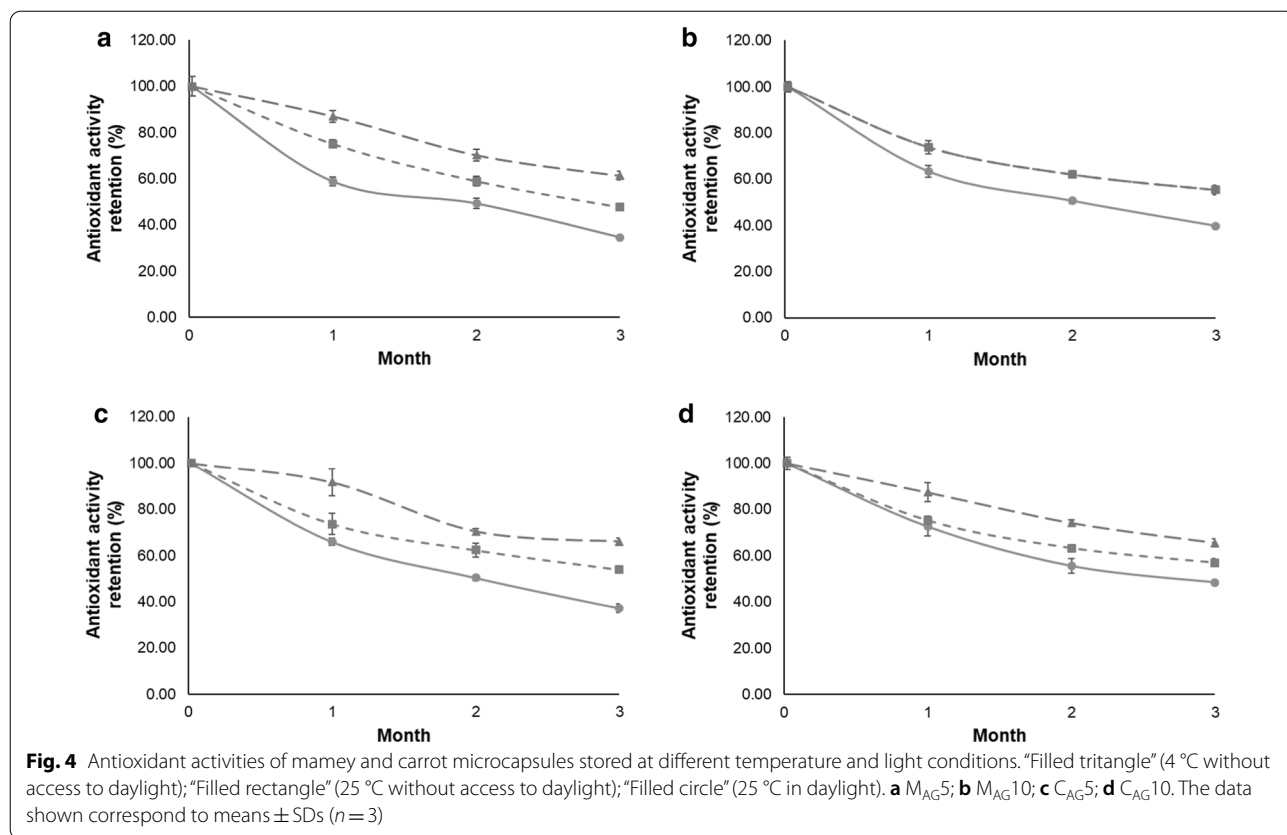 a
120.00
100.00
80.00
60.00
40.00
20.00
0.00
Antioxidant activity
retention (%)
0 1 2 3
Month
b
120.00
100.00
80.00
60.00
40.00
20.00
0.00
Antioxidant activity
retention (%)
0 1 2 3
Month
c
120.00
100.00
80.00
60.00
40.00
20.00
0.00
Antioxidant activity
retention (%)
0 1 2 3
Month
d
120.00
100.00
80.00
60.00
40.00
20.00
0.00
Antioxidant activity
retention (%)
0 1 2 3
Month
Fig. 4 Antioxidant activities of mamey and carrot microcapsules stored at different temperature and light conditions. “Filled tritangle” (4 °C without
access to daylight); “Filled rectangle” (25 °C without access to daylight); “Filled circle” (25 °C in daylight). a MAG5; b MAG10; c CAG5; d CAG10. The data
shown correspond to means ± SDs (n = 3)